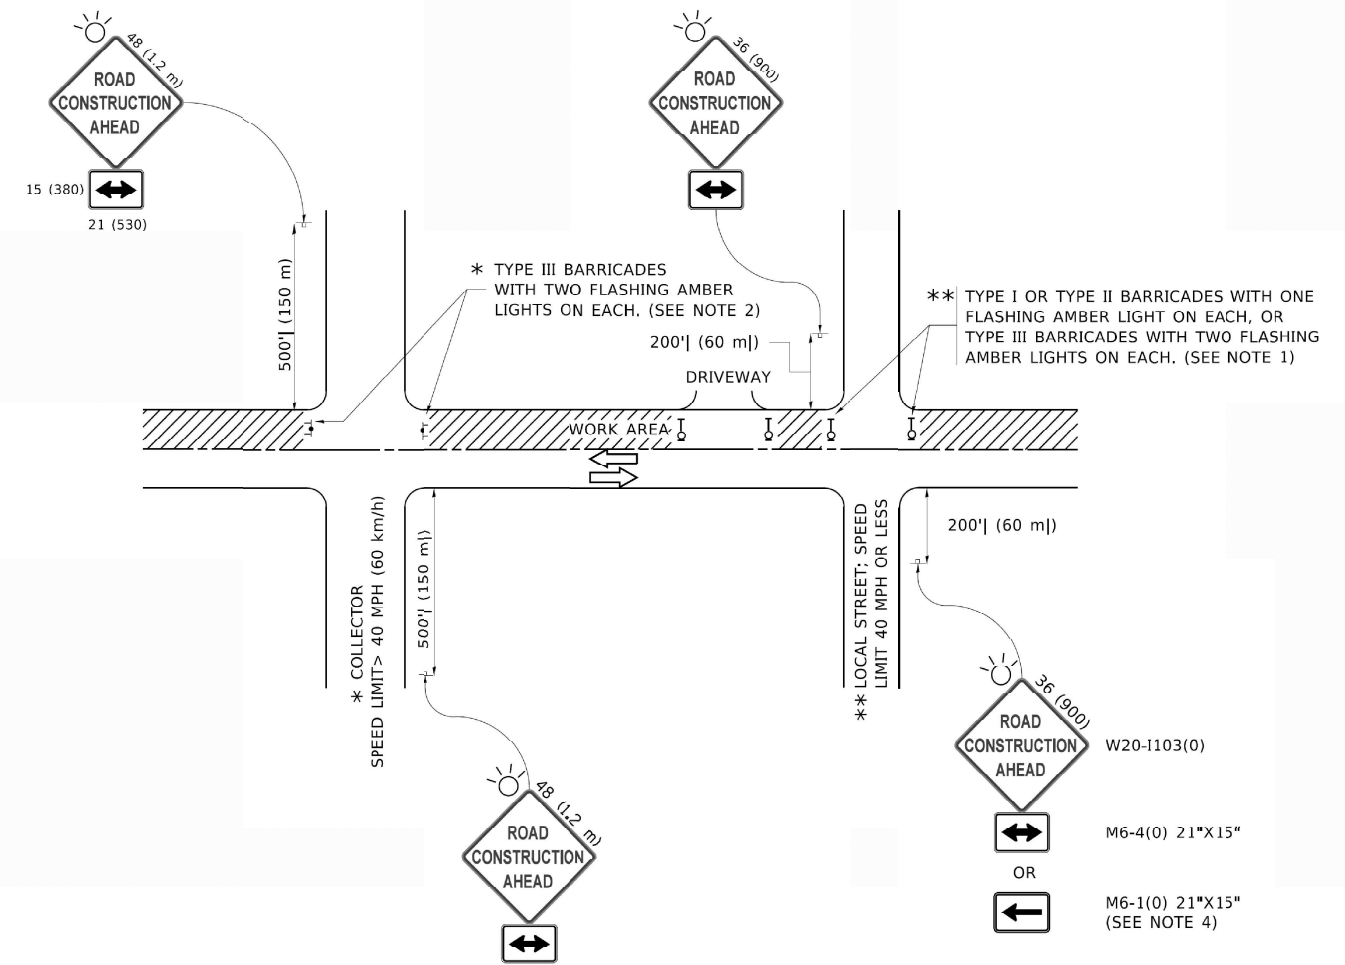 48 (1.2 m)
ROAD
CONSTRUCTION
AHEAD
15 (380)
21 (530)
36 (900)
ROAD
CONSTRUCTION
AHEAD
500'| (150 m)
* TYPE III BARRICADES
WITH TWO FLASHING AMBER
LIGHTS ON EACH. (SEE NOTE 2)
200'| (60 m|)
DRIVEWAY
** TYPE I OR TYPE II BARRICADES WITH ONE
FLASHING AMBER LIGHT ON EACH, OR
TYPE III BARRICADES WITH TWO FLASHING
AMBER LIGHTS ON EACH. (SEE NOTE 1)
WORK AREA
* COLLECTOR
SPEED LIMIT> 40 MPH (60 km/h)
500'| (150 m|)
** LOCAL STREET; SPEED
LIMIT 40 MPH OR LESS
200'| (60 m|)
48 (1.2 m)
ROAD
CONSTRUCTION
AHEAD
36 (900)
ROAD
CONSTRUCTION
AHEAD
W20-I103(0)
M6-4(0) 21"X15"
OR
M6-1(0) 21"X15"
(SEE NOTE 4)